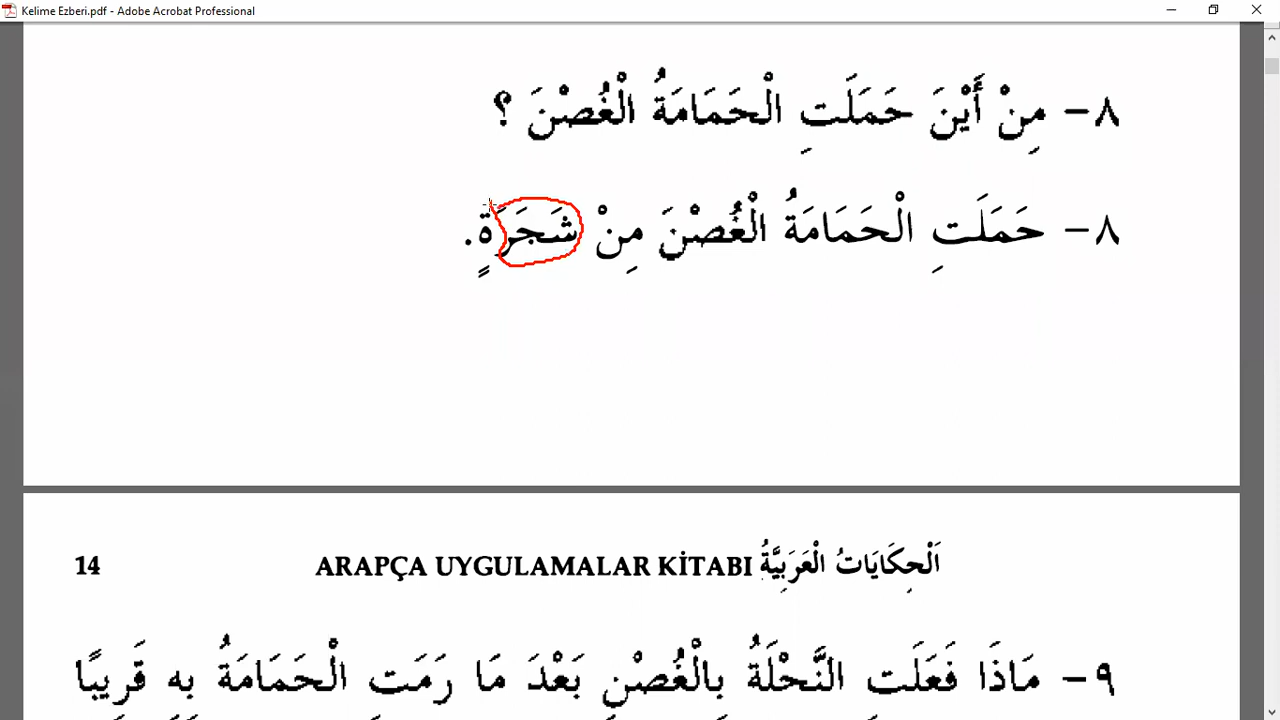 Kelime Ezberi.pdf - Adobe Acrobat Professional
٨- مِنْ أَيْنَ حَمَلَتِ الْحَمَامَةُ الْغُصْنَ ؟
٨- حَمَلَتِ الْحَمَامَةُ الْغُصْنَ مِنْ شَجَرَةٍ.
14 ARAPÇA UYGULAMALAR KİTABI اَلْحِكَايَاتُ الْعَرَبِيَّةُ
٩- مَاذَا فَعَلَتِ النَّحْلَةُ بِالْغُصْنِ بَعْدَ مَا رَمَتِ الْحَمَامَةُ بِهِ قَرِيبًا